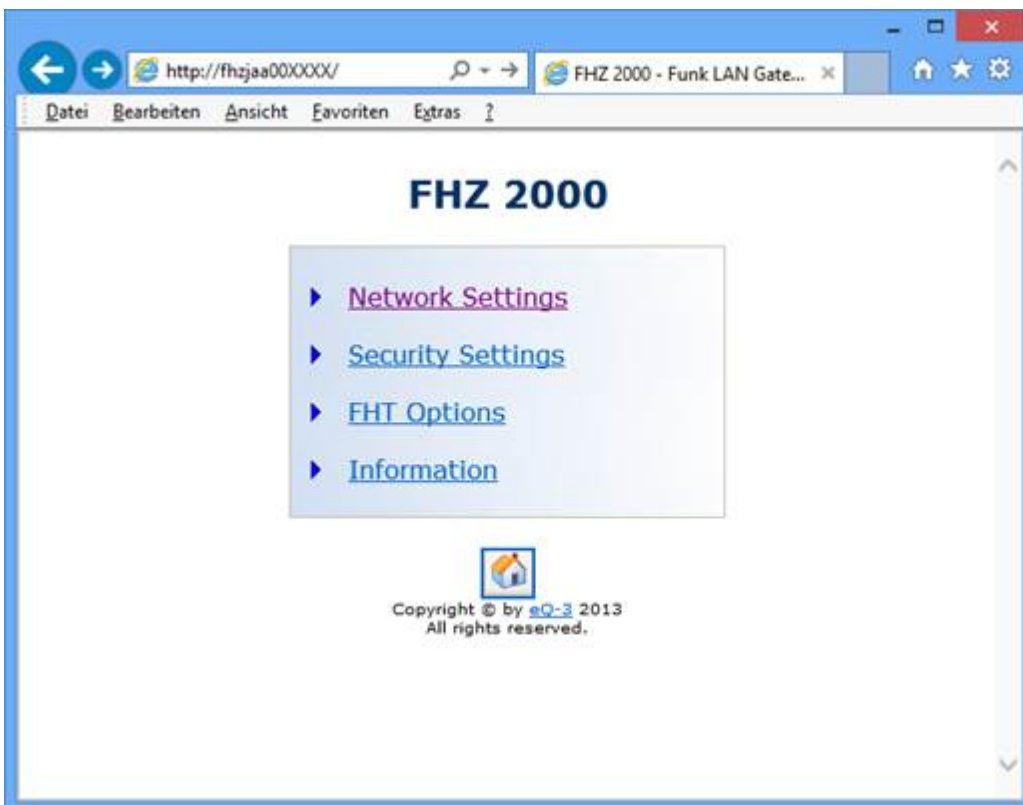 http://fhzjaa00XXXX/
FHZ 2000 - Funk LAN Gate...
Datei Bearbeiten Ansicht Favoriten Extras ?
FHZ 2000
Network Settings
Security Settings
FHT Options
Information
Copyright © by eQ-3 2013
All rights reserved.